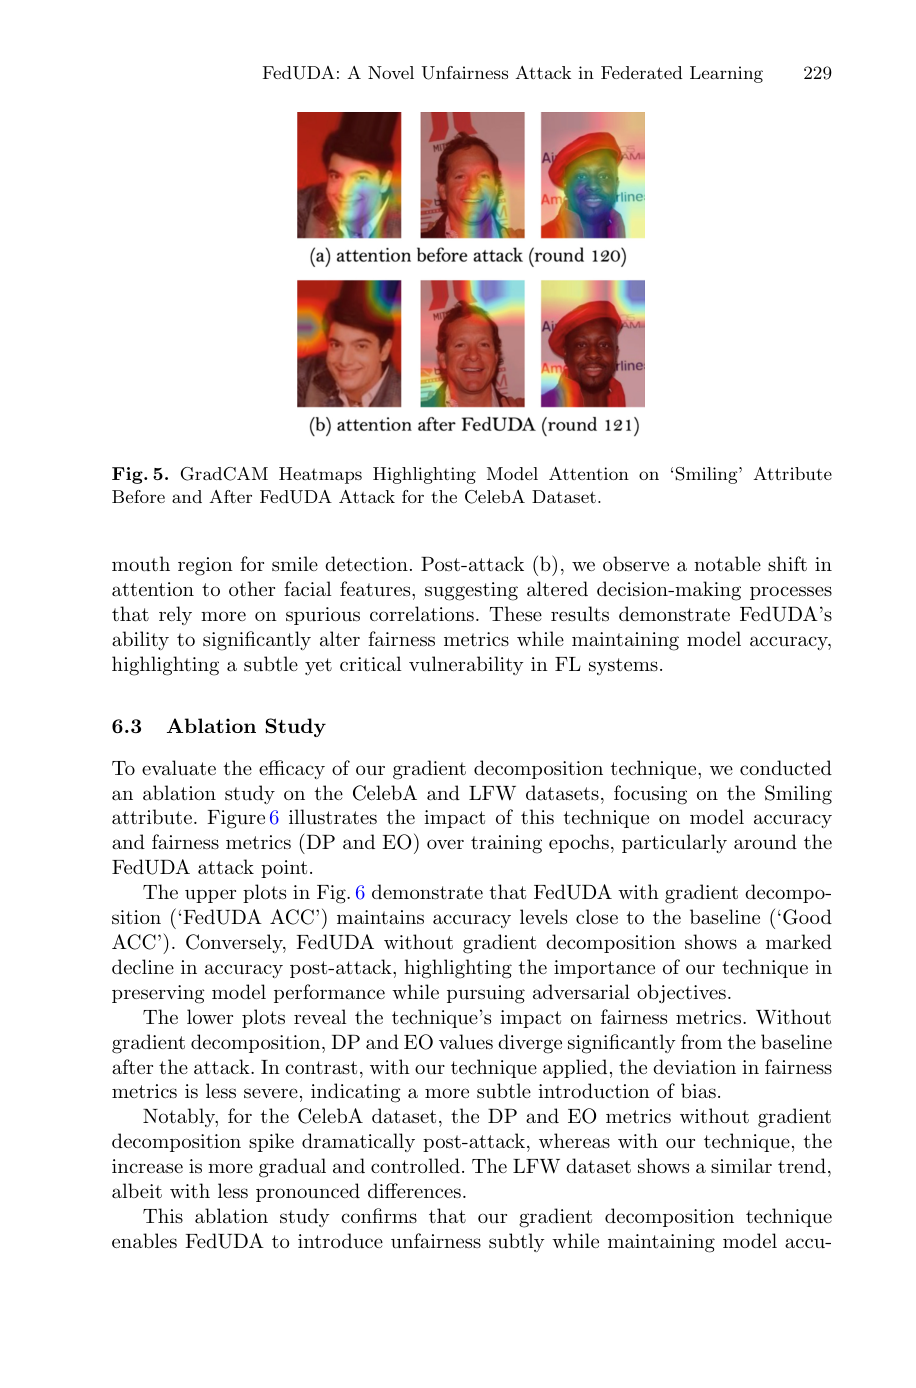 FedUDA: A Novel Unfairness Attack in Federated Learning 229
(a) attention before attack (round 120)
(b) attention after FedUDA (round 121)
Fig. 5. GradCAM Heatmaps Highlighting Model Attention on ‘Smiling’ Attribute
Before and After FedUDA Attack for the CelebA Dataset.
mouth region for smile detection. Post-attack (b), we observe a notable shift in
attention to other facial features, suggesting altered decision-making processes
that rely more on spurious correlations. These results demonstrate FedUDA’s
ability to significantly alter fairness metrics while maintaining model accuracy,
highlighting a subtle yet critical vulnerability in FL systems.
6.3 Ablation Study
To evaluate the efficacy of our gradient decomposition technique, we conducted
an ablation study on the CelebA and LFW datasets, focusing on the Smiling
attribute. Figure 6 illustrates the impact of this technique on model accuracy
and fairness metrics (DP and EO) over training epochs, particularly around the
FedUDA attack point.
The upper plots in Fig. 6 demonstrate that FedUDA with gradient decompo-
sition (‘FedUDA ACC’) maintains accuracy levels close to the baseline (‘Good
ACC’). Conversely, FedUDA without gradient decomposition shows a marked
decline in accuracy post-attack, highlighting the importance of our technique in
preserving model performance while pursuing adversarial objectives.
The lower plots reveal the technique’s impact on fairness metrics. Without
gradient decomposition, DP and EO values diverge significantly from the baseline
after the attack. In contrast, with our technique applied, the deviation in fairness
metrics is less severe, indicating a more subtle introduction of bias.
Notably, for the CelebA dataset, the DP and EO metrics without gradient
decomposition spike dramatically post-attack, whereas with our technique, the
increase is more gradual and controlled. The LFW dataset shows a similar trend,
albeit with less pronounced differences.
This ablation study confirms that our gradient decomposition technique
enables FedUDA to introduce unfairness subtly while maintaining model accu-